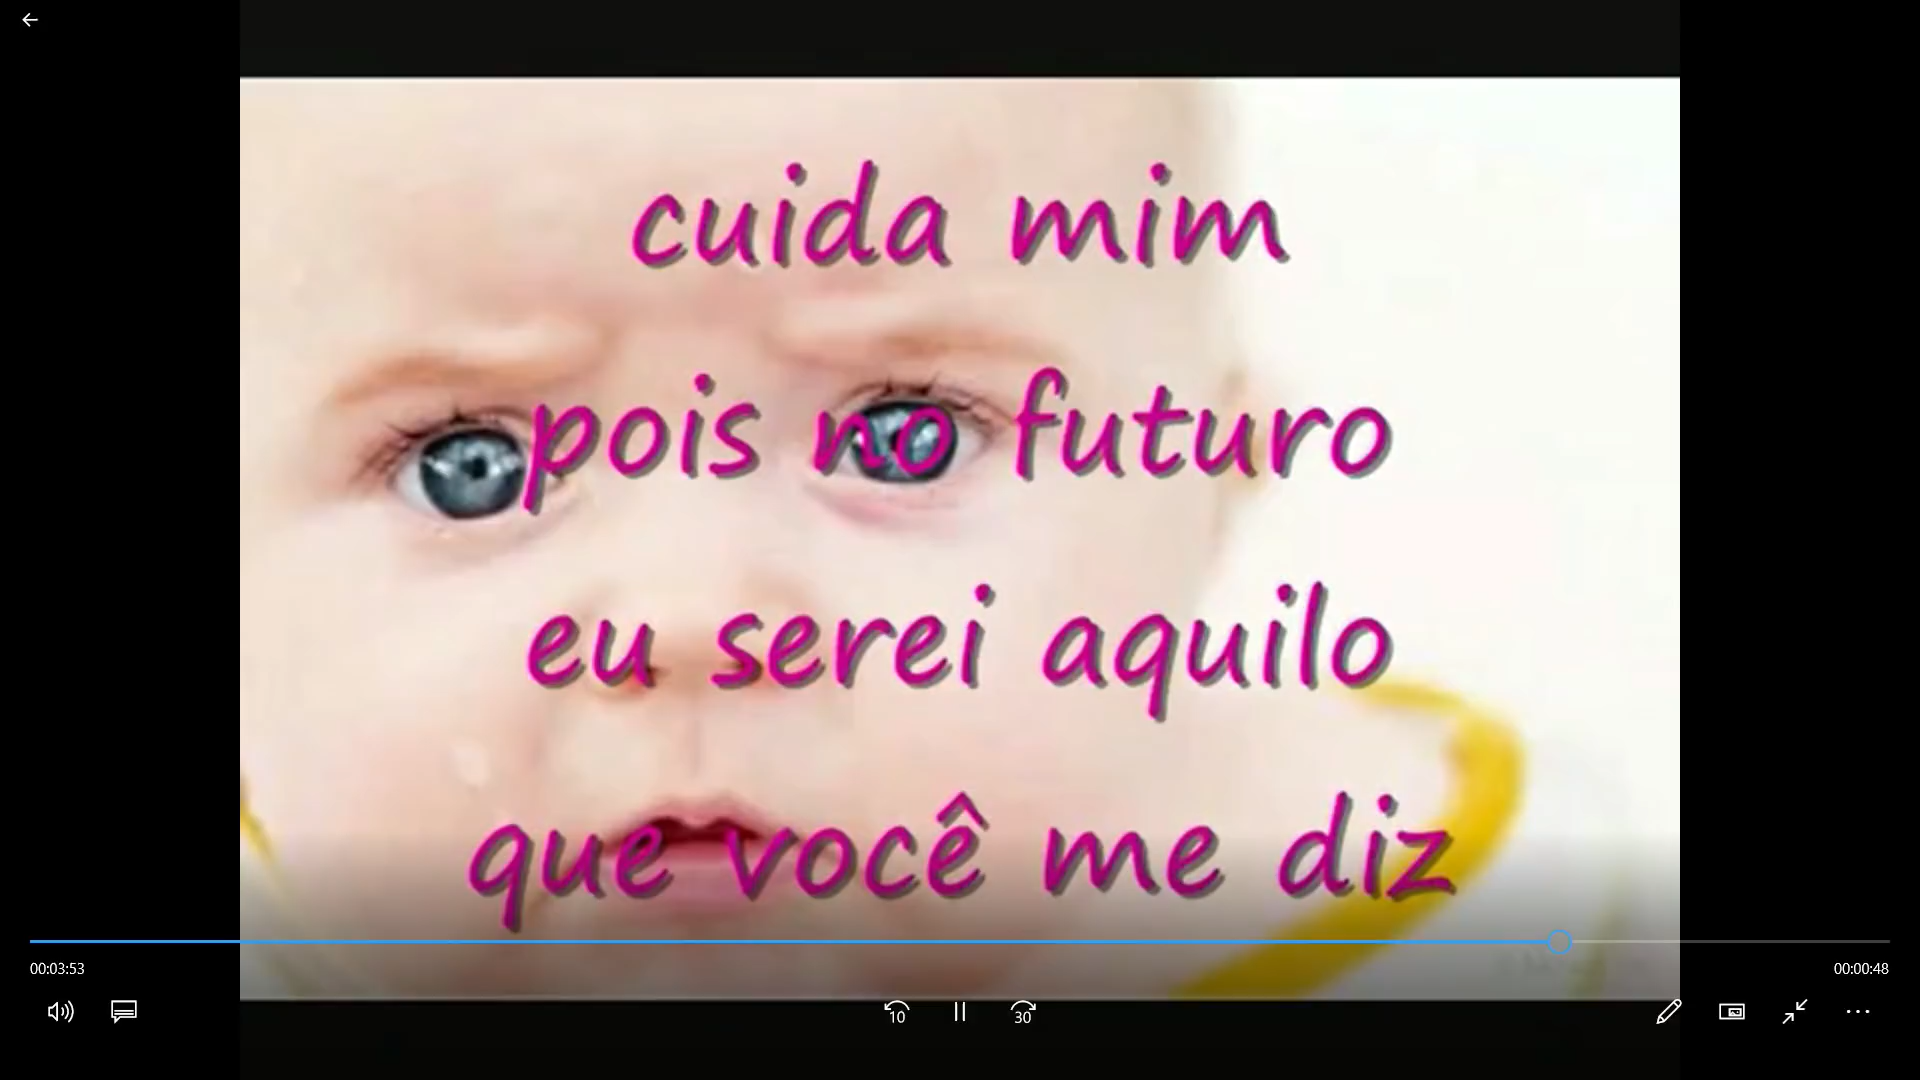 cuida mim
pois no futuro
eu serei aquilo
que você me diz
00:03:53
00:00:48
10
30